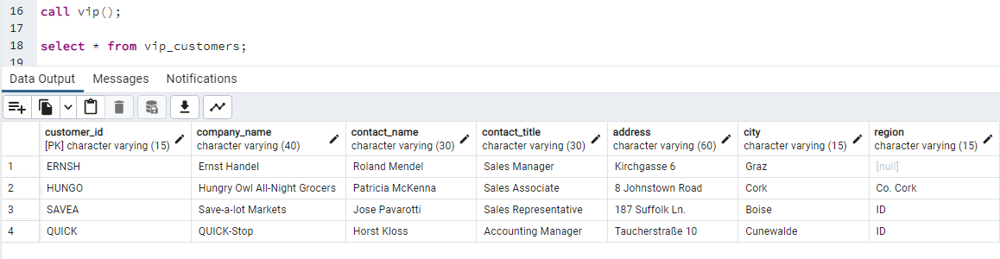 16 call vip();
17
18 select * from vip_customers;
19
Data Output Messages Notifications
customer_id company_name contact_name contact_title address city region
[PK] character varying (15) character varying (40) character varying (30) character varying (30) character varying (60) character varying (15) character varying (15)
1 ERNSH Ernst Handel Roland Mendel Sales Manager Kirchgasse 6 Graz [null]
2 HUNGO Hungry Owl All-Night Grocers Patricia McKenna Sales Associate 8 Johnstown Road Cork Co. Cork
3 SAVEA Save-a-lot Markets Jose Pavarotti Sales Representative 187 Suffolk Ln. Boise ID
4 QUICK QUICK-Stop Horst Kloss Accounting Manager Taucherstraße 10 Cunewalde ID